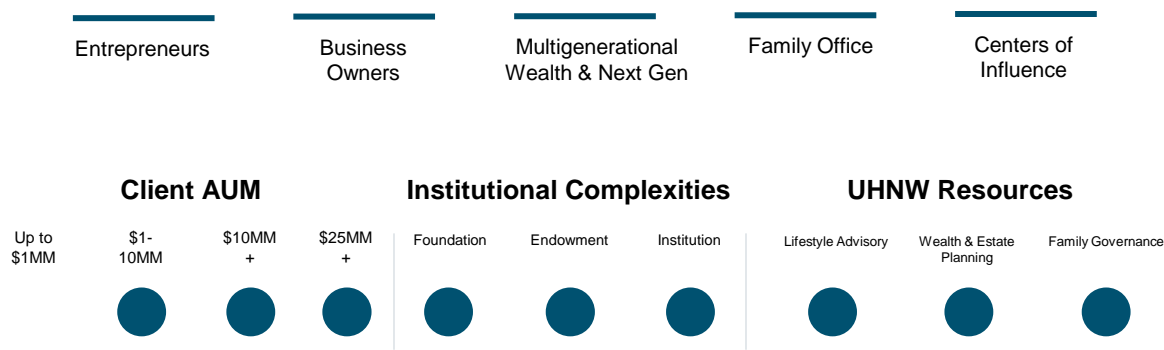 Entrepreneurs
Business
Owners
Multigenerational
Wealth & Next Gen
Family Office
Centers of
Influence
Client AUM
Institutional Complexities
UHNW Resources
Up to
$1MM
$1-
10MM
$10MM
+
$25MM
+
Foundation
Endowment
Institution
Lifestyle Advisory
Wealth & Estate
Planning
Family Governance